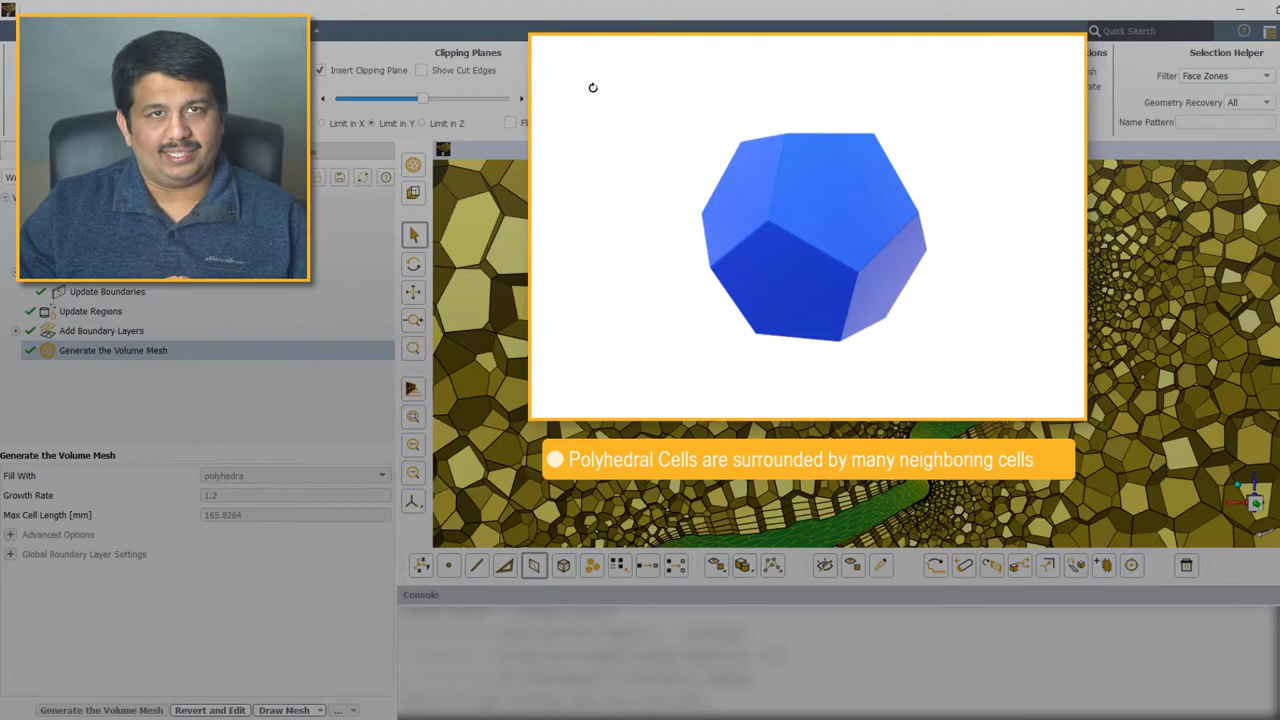 Quick Search
Clipping Planes
Selection Helper
Insert Clipping Plane
Show Cut Edges
Filter
Face Zones
Geometry Recovery
All
Limit in X
Limit in Y
Limit in Z
Name Pattern
Update Boundaries
Update Regions
Add Boundary Layers
Generate the Volume Mesh
Polyhedral Cells are surrounded by many neighboring cells
Generate the Volume Mesh
Fill With
polyhedra
Growth Rate
1.2
Max Cell Length [mm]
165.8264
Advanced Options
Global Boundary Layer Settings
Console
Generate the Volume Mesh
Revert and Edit
Draw Mesh
...